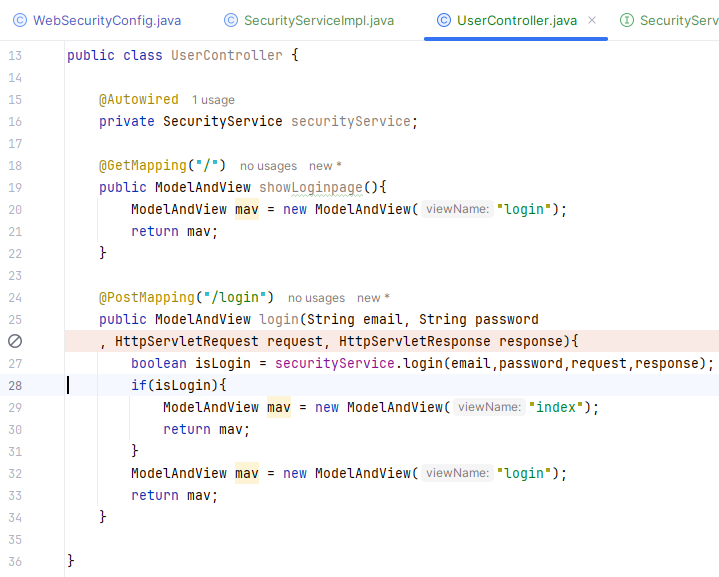 WebSecurityConfig.java SecurityServiceImpl.java UserController.java SecurityServ
13 public class UserController {
14
15 @Autowired 1 usage
16 private SecurityService securityService;
17
18 @GetMapping("/") no usages new *
19 public ModelAndView showLoginpage(){
20 ModelAndView mav = new ModelAndView( viewName: "login");
21 return mav;
22 }
23
24 @PostMapping("/login") no usages new *
25 public ModelAndView login(String email, String password
, HttpServletRequest request, HttpServletResponse response){
27 boolean isLogin = securityService.login(email,password,request,response);
28 if(isLogin){
29 ModelAndView mav = new ModelAndView( viewName: "index");
30 return mav;
31 }
32 ModelAndView mav = new ModelAndView( viewName: "login");
33 return mav;
34 }
35
36 }